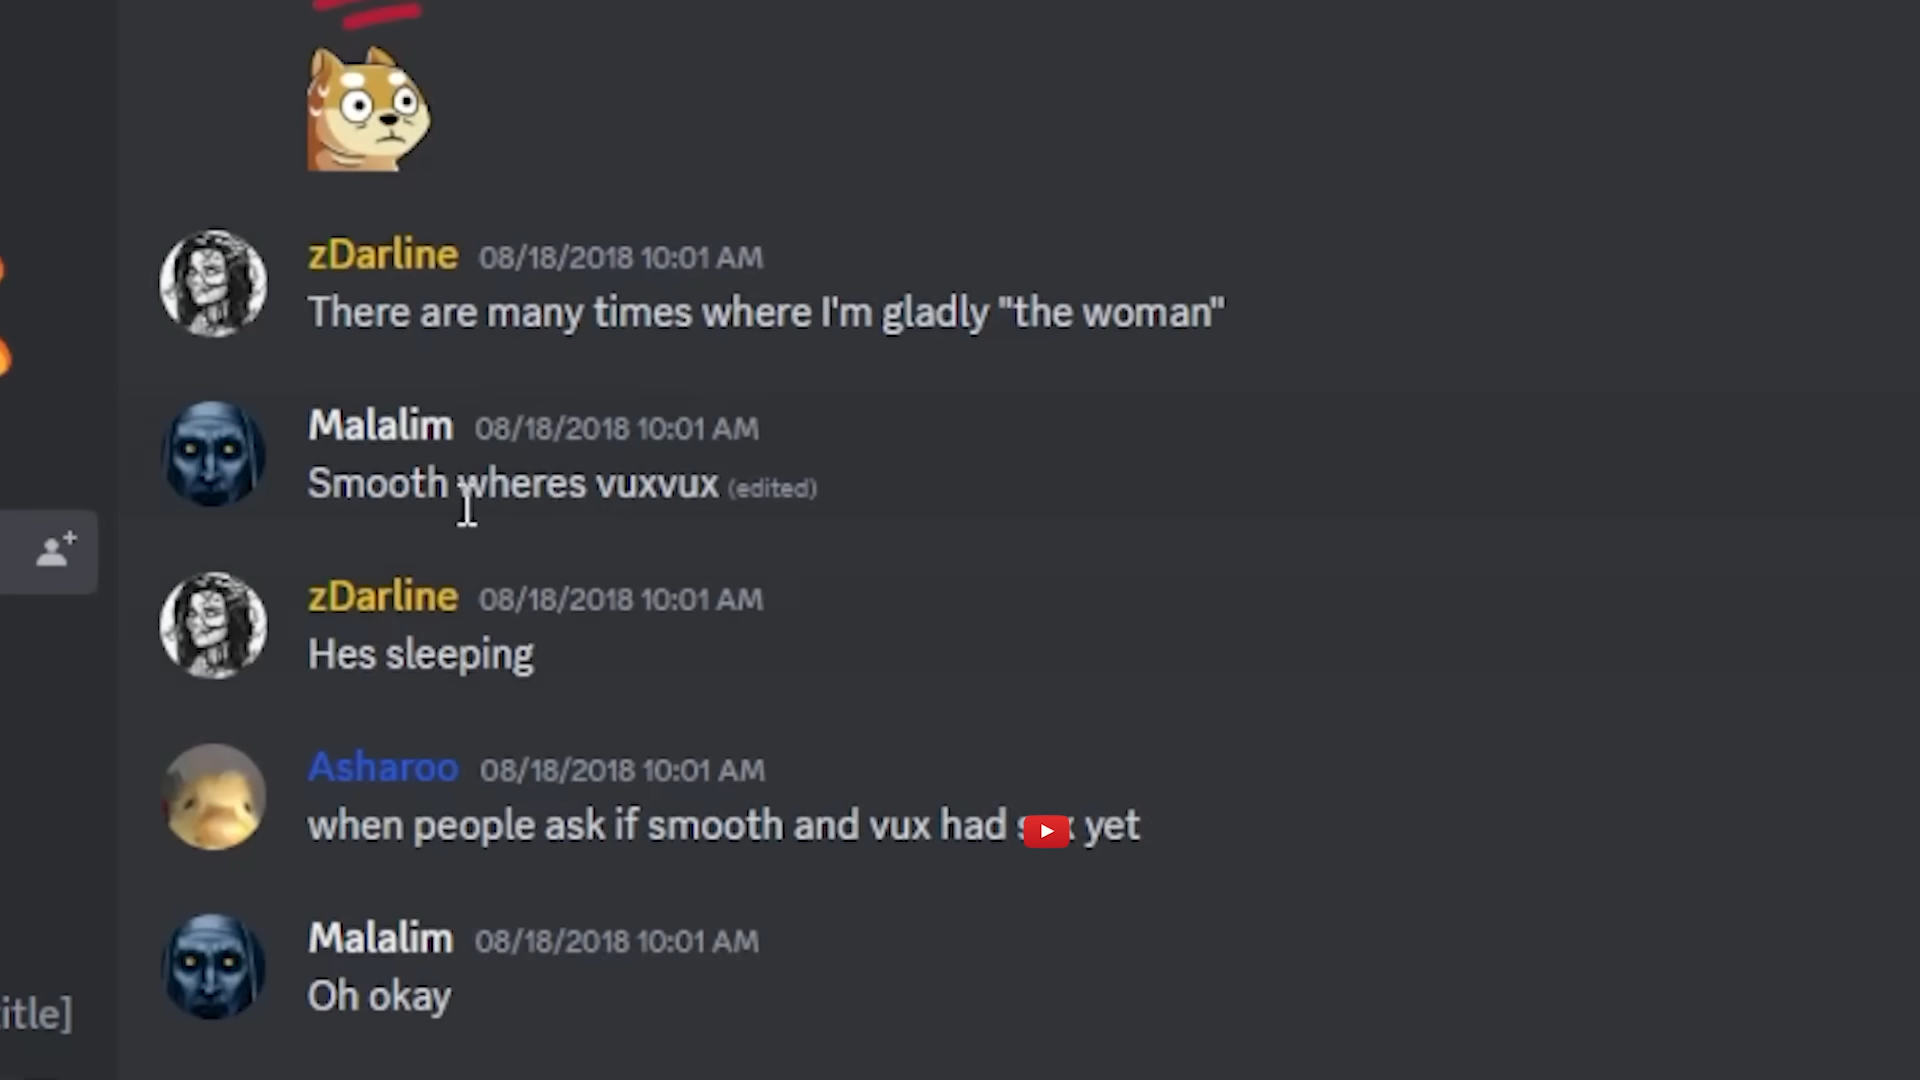 zDarline 08/18/2018 10:01 AM
There are many times where I'm gladly "the woman"
Malalim 08/18/2018 10:01 AM
Smooth wheres vuxvux (edited)
zDarline 08/18/2018 10:01 AM
Hes sleeping
Asharoo 08/18/2018 10:01 AM
when people ask if smooth and vux had yet
Malalim 08/18/2018 10:01 AM
Oh okay
itle]